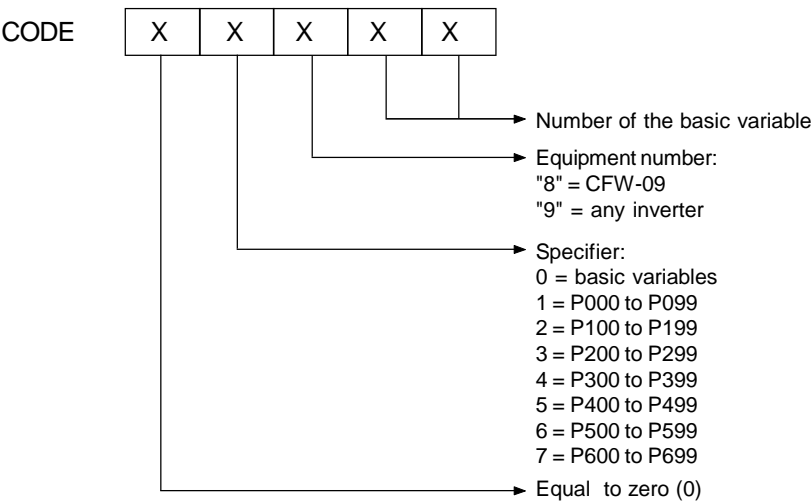 CODE X X X X X
Number of the basic variable
Equipment number:
"8" = CFW-09
"9" = any inverter
Specifier:
0 = basic variables
1 = P000 to P099
2 = P100 to P199
3 = P200 to P299
4 = P300 to P399
5 = P400 to P499
6 = P500 to P599
7 = P600 to P699
Equal to zero (0)